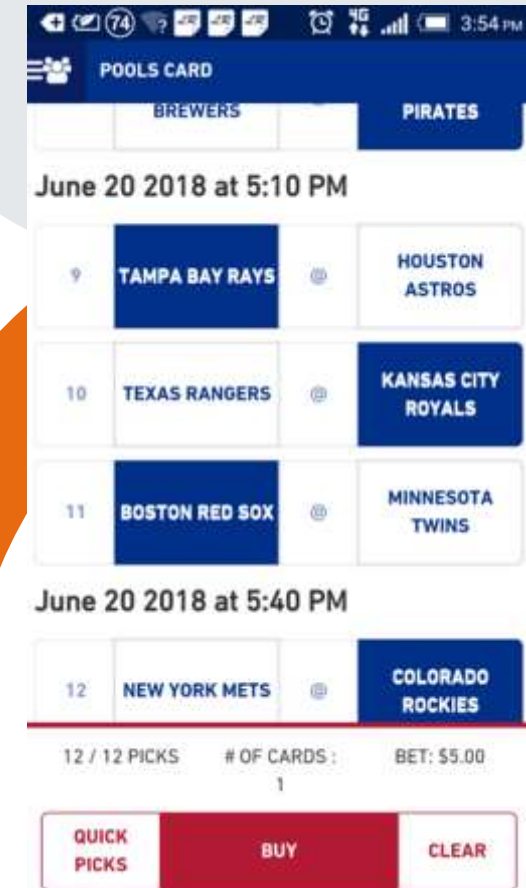 74
4G
3:54 PM
POOLS CARD
BREWERS @ PIRATES
June 20 2018 at 5:10 PM
9 TAMPA BAY RAYS @ HOUSTON
ASTROS
10 TEXAS RANGERS @ KANSAS CITY
ROYALS
11 BOSTON RED SOX @ MINNESOTA
TWINS
June 20 2018 at 5:40 PM
12 NEW YORK METS @ COLORADO
ROCKIES
12 / 12 PICKS # OF CARDS : BET: $5.00
1
QUICK
PICKS
BUY
CLEAR